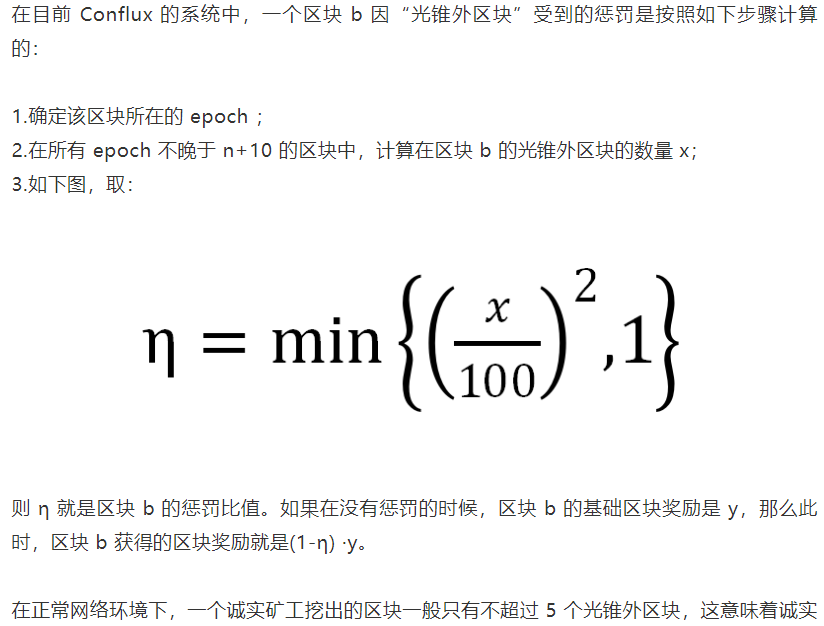 在目前 Conflux 的系统中，一个区块 b 因“光锥外区块”受到的惩罚是按照如下步骤计算
的：
1.确定该区块所在的 epoch ；
2.在所有 epoch 不晚于 n+10 的区块中，计算在区块 b 的光锥外区块的数量 x；
3.如下图，取：
η = min{(x/100)², 1}
则 η 就是区块 b 的惩罚比值。如果在没有惩罚的时候，区块 b 的基础区块奖励是 y，那么此
时，区块 b 获得的区块奖励就是(1-η) ·y。
在正常网络环境下，一个诚实矿工挖出的区块一般只有不超过 5 个光锥外区块，这意味着诚实